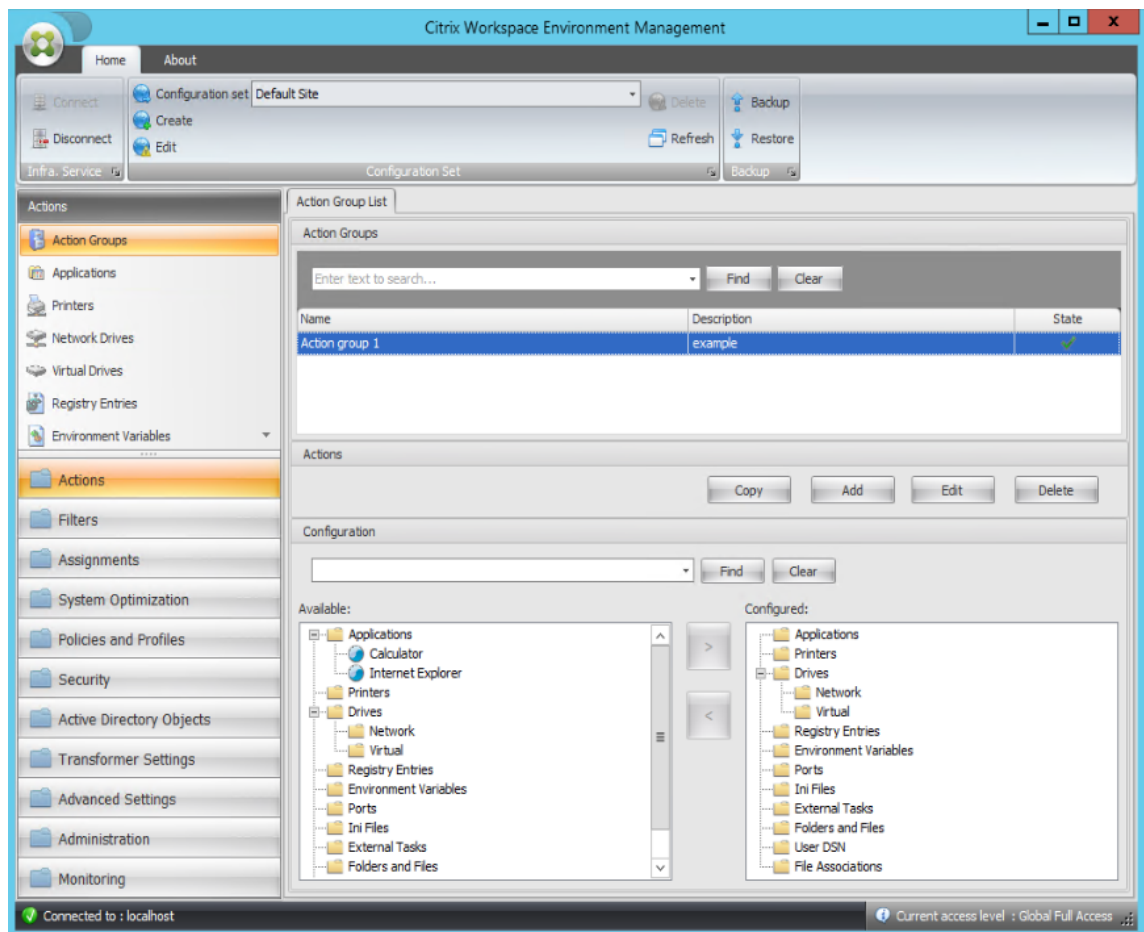 Citrix Workspace Environment Management
Home About
Connect
Disconnect
Infra. Service
Configuration set Default Site
Create
Edit
Delete
Refresh
Configuration Set
Backup
Restore
Backup
Actions
Action Groups
Applications
Printers
Network Drives
Virtual Drives
Registry Entries
Environment Variables
Actions
Filters
Assignments
System Optimization
Policies and Profiles
Security
Active Directory Objects
Transformer Settings
Advanced Settings
Administration
Monitoring
Action Group List
Action Groups
Enter text to search...
Find Clear
Name Description State
Action group 1 example
Actions
Copy Add Edit Delete
Configuration
Find Clear
Available:
Applications
Calculator
Internet Explorer
Printers
Drives
Network
Virtual
Registry Entries
Environment Variables
Ports
Ini Files
External Tasks
Folders and Files
>
<
Configured:
Applications
Printers
Drives
Network
Virtual
Registry Entries
Environment Variables
Ports
Ini Files
External Tasks
Folders and Files
User DSN
File Associations
Connected to : localhost
Current access level : Global Full Access